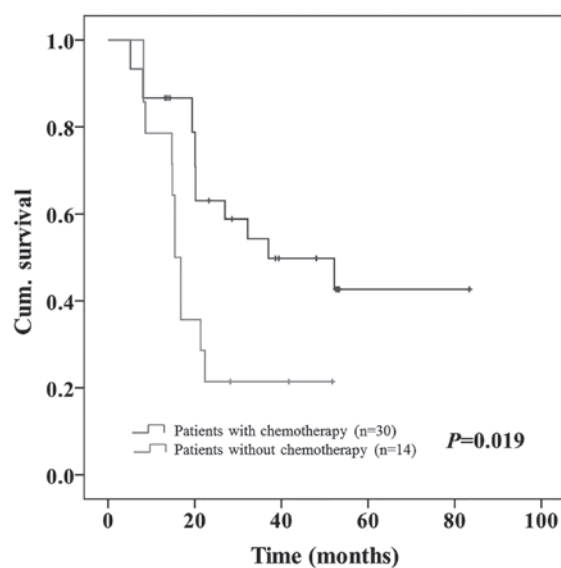 1.0
0.8
0.6
0.4
0.2
0.0
Cum. survival
Patients with chemotherapy (n=30)
Patients without chemotherapy (n=14)
P=0.019
0 20 40 60 80 100
Time (months)